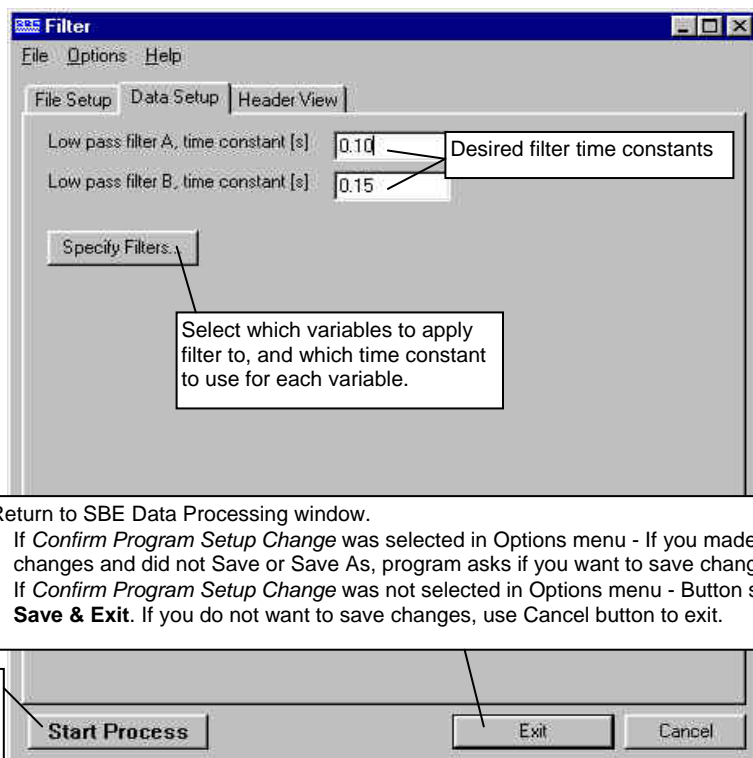 SBE Filter
File Options Help
File Setup Data Setup Header View
Low pass filter A, time constant [s] 0.10
Desired filter time constants
Low pass filter B, time constant [s] 0.15
Specify Filters...
Select which variables to apply
filter to, and which time constant
to use for each variable.
Return to SBE Data Processing window.
If Confirm Program Setup Change was selected in Options menu - If you made
changes and did not Save or Save As, program asks if you want to save
If Confirm Program Setup Change was not selected in Options menu - Button
Save & Exit. If you do not want to save changes, use Cancel button to exit.
Start Process Exit Cancel